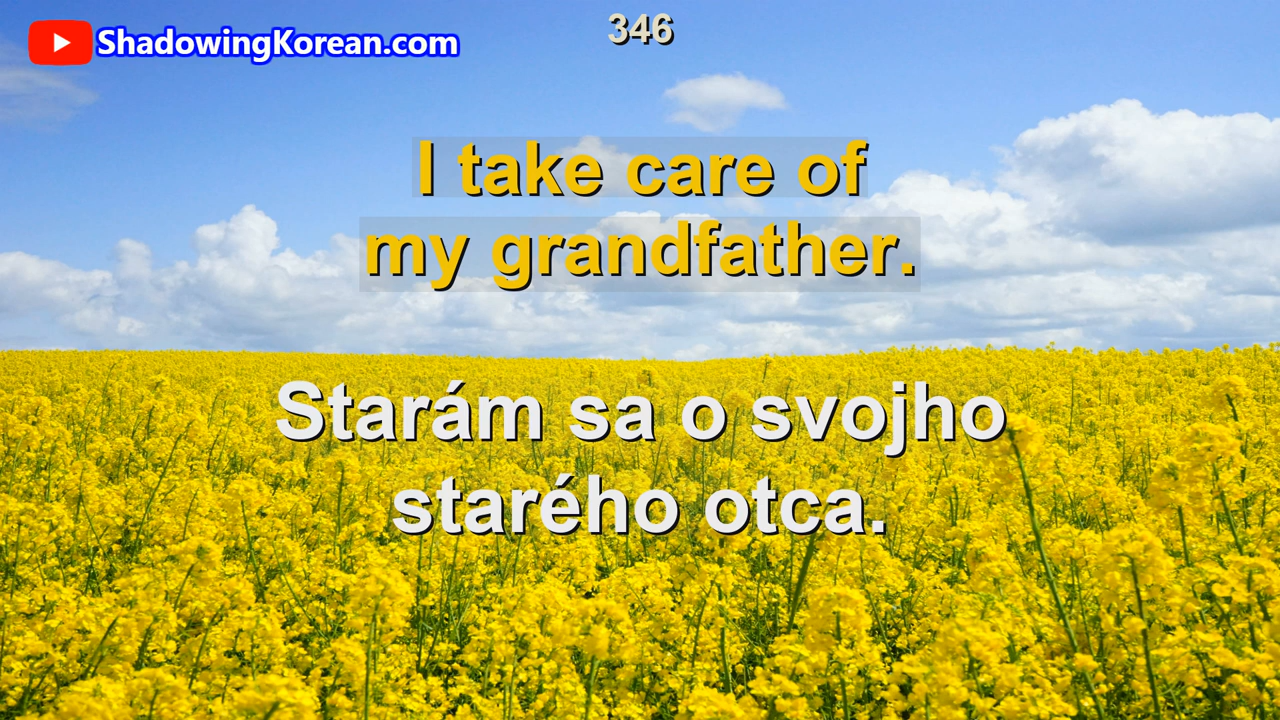 ShadowingKorean.com
346
I take care of
my grandfather.
Starám sa o svojho
starého otca.